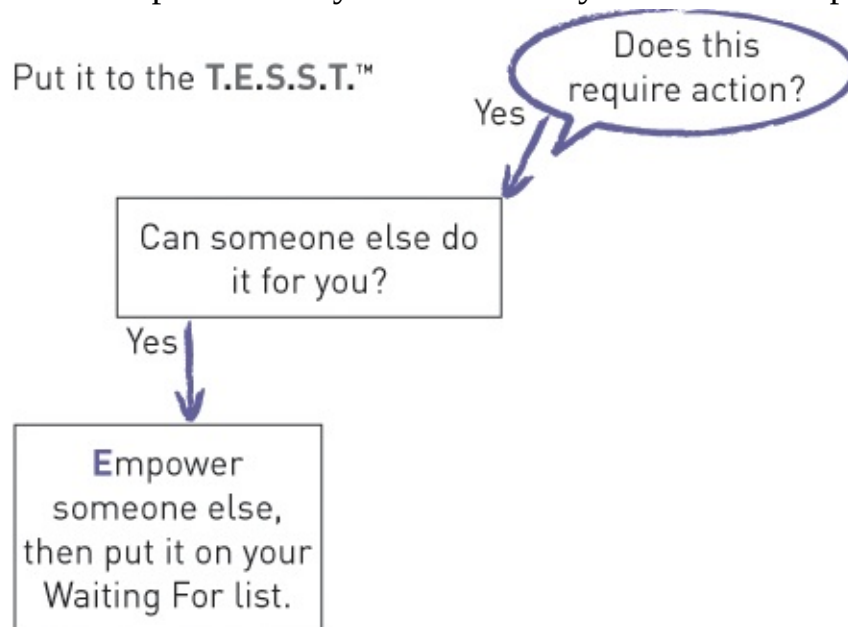 Put it to the T.E.S.S.T.™
Does this
require action?
Yes
Can someone else do
it for you?
Yes
Empower
someone else,
then put it on your
Waiting For list.